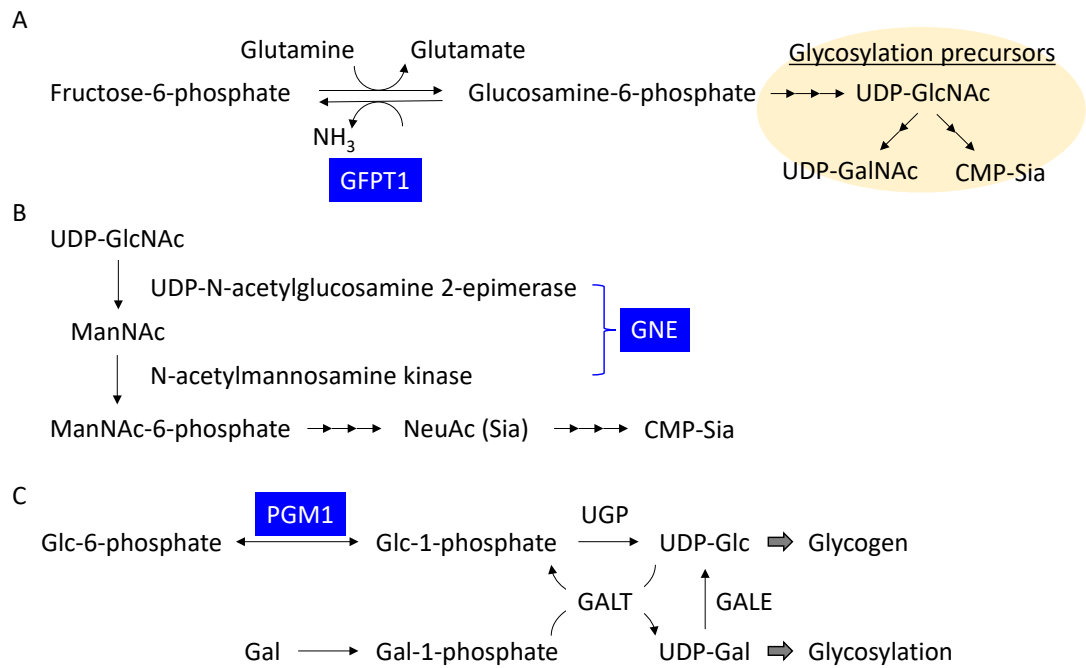 A
Glutamine Glutamate
Glycosylation precursors
Fructose-6-phosphate Glucosamine-6-phosphate UDP-GlcNAc
NH3
GFPT1
UDP-GalNAc CMP-Sia
B
UDP-GlcNAc
UDP-N-acetylglucosamine 2-epimerase
ManNAc
GNE
N-acetylmannosamine kinase
ManNAc-6-phosphate NeuAc (Sia) CMP-Sia
C
PGM1 UGP
Glc-6-phosphate Glc-1-phosphate UDP-Glc Glycogen
GALT GALE
Gal Gal-1-phosphate UDP-Gal Glycosylation